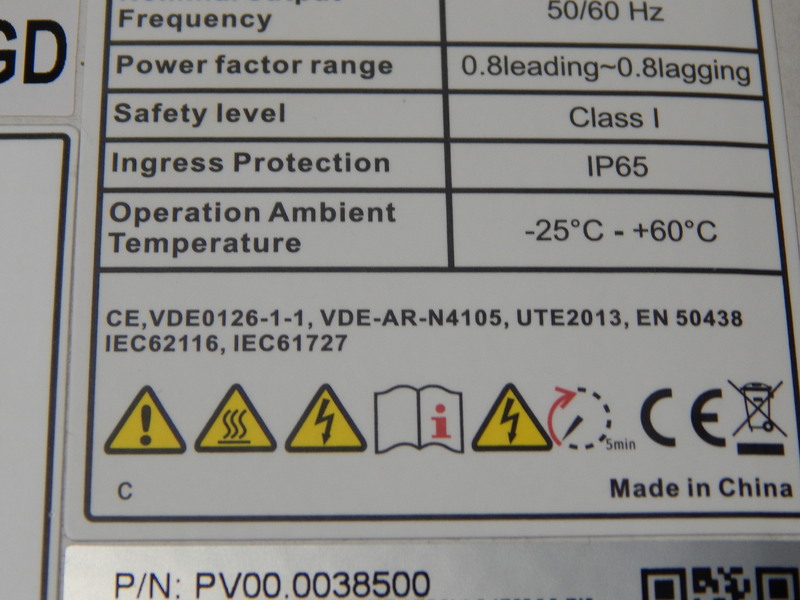 GD
Nominal output
Frequency 50/60 Hz
Power factor range 0.8leading~0.8lagging
Safety level Class I
Ingress Protection IP65
Operation Ambient
Temperature -25°C - +60°C
CE,VDE0126-1-1, VDE-AR-N4105, UTE2013, EN 50438
IEC62116, IEC61727
i
5min
CE
C
Made in China
P/N: PV00.0038500